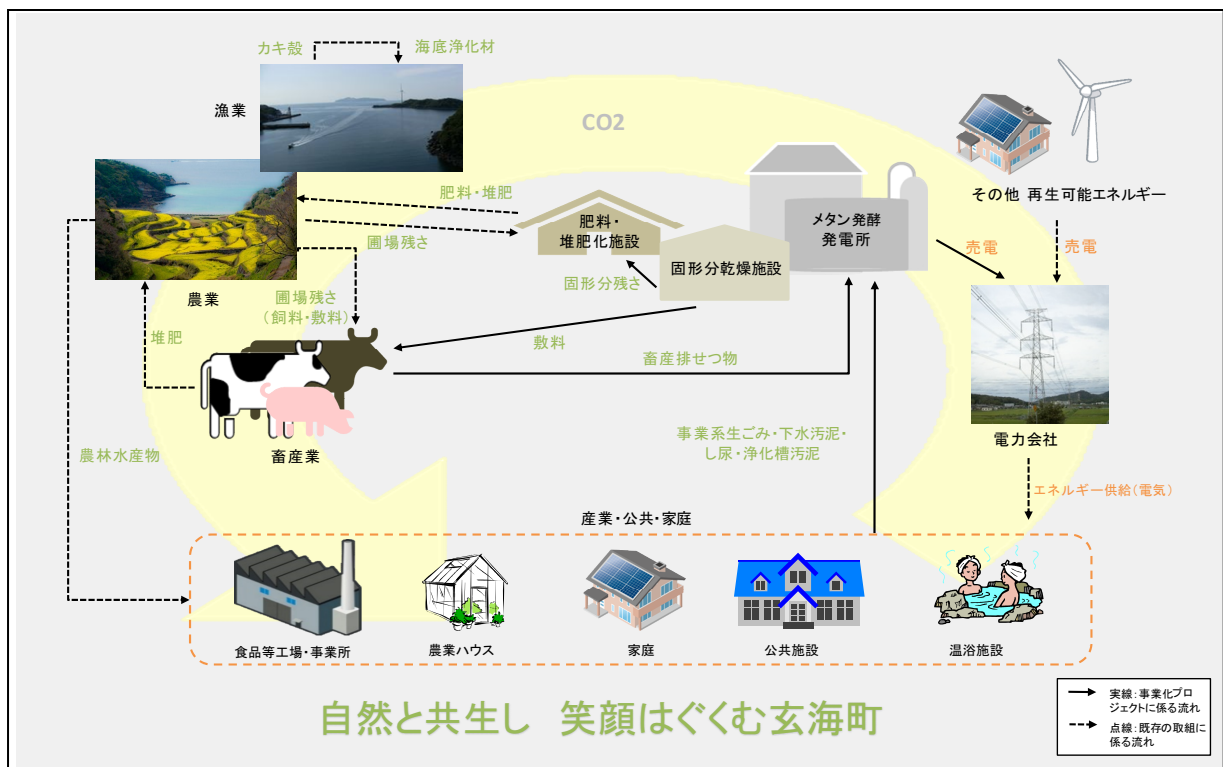 カキ殻
海底浄化材
漁業
CO2
その他 再生可能エネルギー
肥料・堆肥
圃場残さ
肥料・
堆肥化施設
メタン発酵
発電所
固形分乾燥施設
固形分残さ
売電
売電
農業
圃場残さ
(飼料・敷料)
堆肥
敷料
畜産排せつ物
畜産業
農林水産物
事業系生ごみ・下水汚泥・
し尿・浄化槽汚泥
電力会社
エネルギー供給(電気)
産業・公共・家庭
食品等工場・事業所
農業ハウス
家庭
公共施設
温浴施設
自然と共生し 笑顔はぐくむ玄海町
実線:事業化プロ
ジェクトに係る流れ
点線:既存の取組に
係る流れ